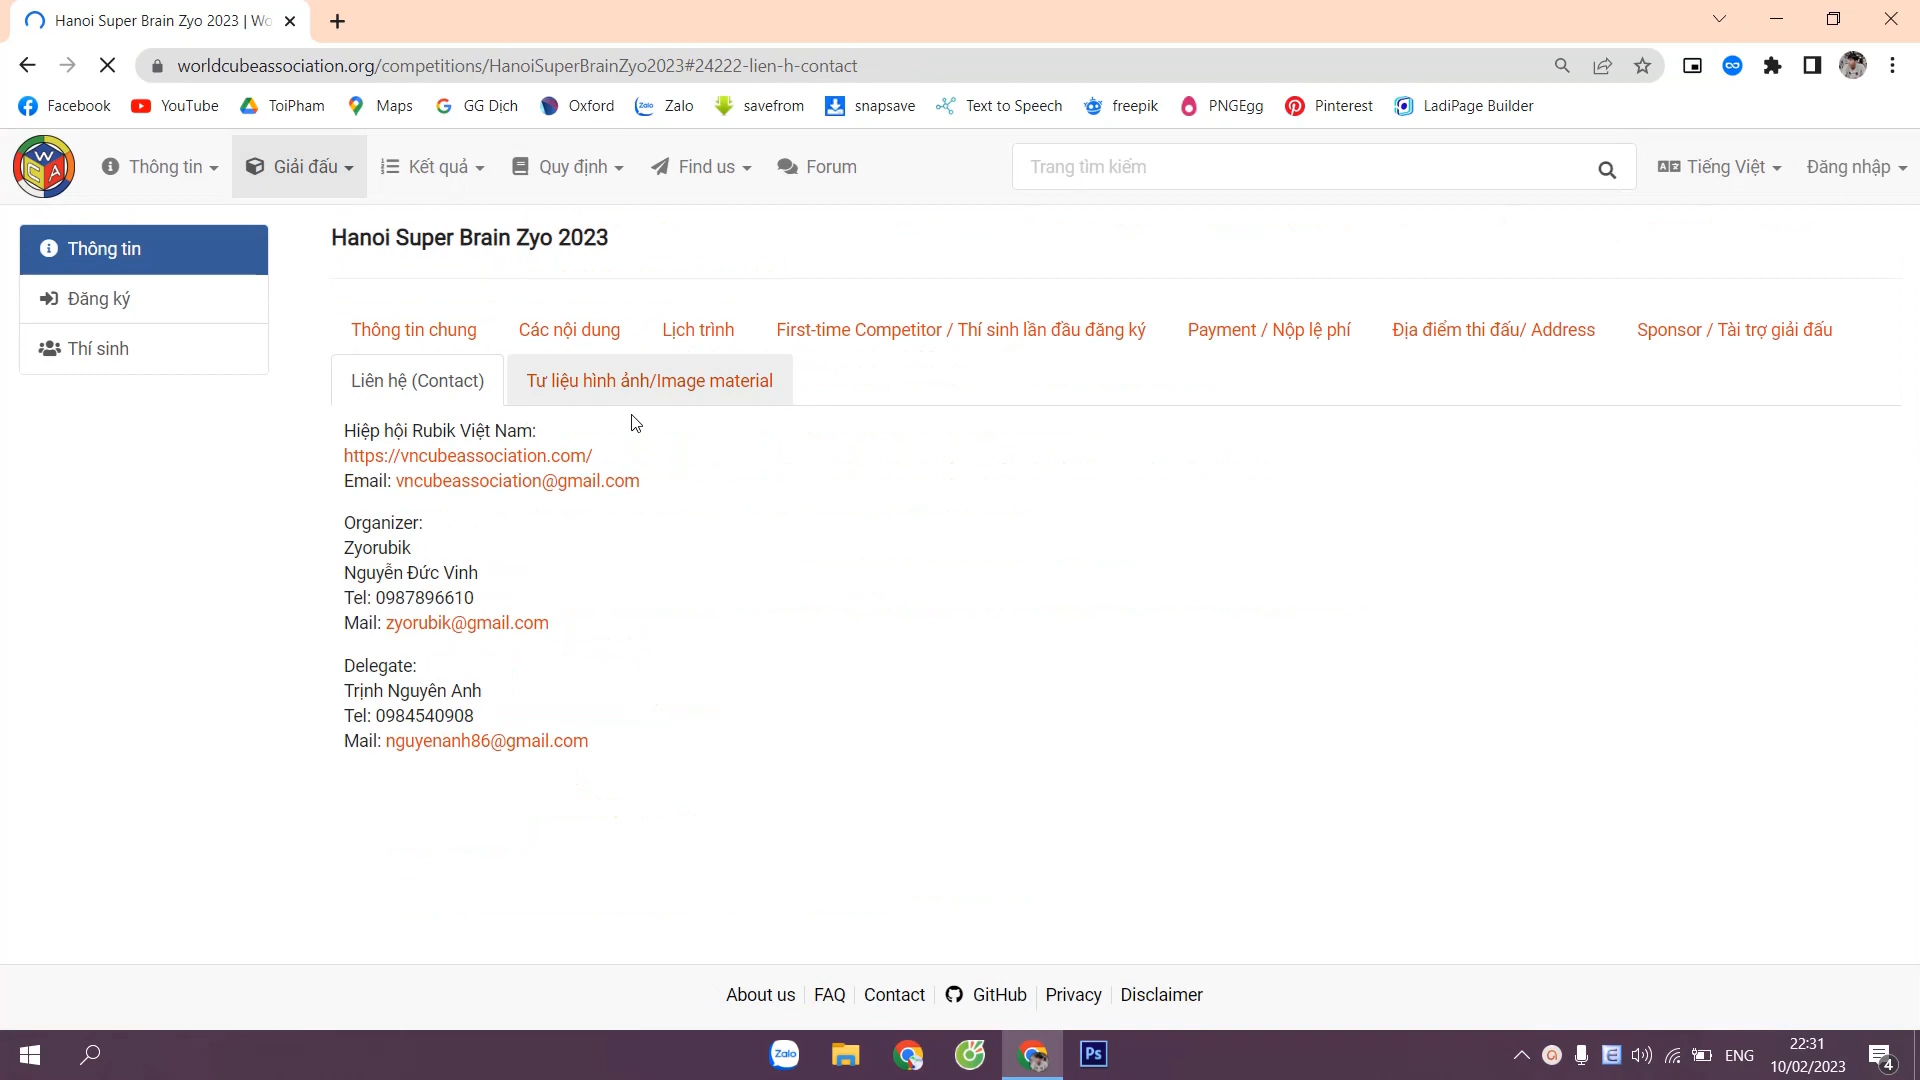 Hanoi Super Brain Zyo 2023 | Wo
worldcubeassociation.org/competitions/HanoiSuperBrainZyo2023#24222-lien-h-contact
Facebook YouTube ToiPham Maps GG Dịch Oxford Zalo savefrom snapsave Text to Speech freepik PNGEgg Pinterest LadiPage Builder
Thông tin Giải đấu Kết quả Quy định Find us Forum Trang tìm kiếm Tiếng Việt Đăng nhập
Thông tin
Đăng ký
Thí sinh
Hanoi Super Brain Zyo 2023
Thông tin chung Các nội dung Lịch trình First-time Competitor / Thí sinh lần đầu đăng ký Payment / Nộp lệ phí Địa điểm thi đấu/ Address Sponsor / Tài trợ giải đấu
Liên hệ (Contact) Tư liệu hình ảnh/Image material
Hiệp hội Rubik Việt Nam:
https://vncubeassociation.com/
Email: vncubeassociation@gmail.com
Organizer:
Zyorubik
Nguyễn Đức Vinh
Tel: 0987896610
Mail: zyorubik@gmail.com
Delegate:
Trịnh Nguyên Anh
Tel: 0984540908
Mail: nguyenanh86@gmail.com
About us FAQ Contact GitHub Privacy Disclaimer
Zalo Ps ENG 22:31
10/02/2023 4